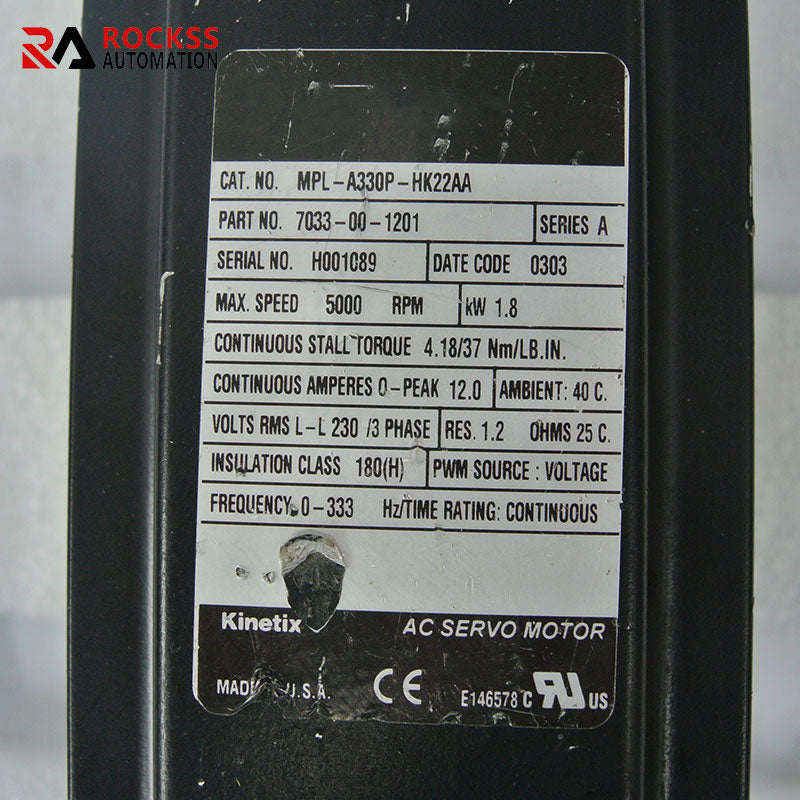 RA ROCKSS
AUTOMATION
CAT. NO. MPL-A330P-HK22AA
PART NO. 7033-00-1201 SERIES A
SERIAL NO. H001089 DATE CODE 0303
MAX. SPEED 5000 RPM kW 1.8
CONTINUOUS STALL TORQUE 4.18/37 Nm/LB.IN.
CONTINUOUS AMPERES 0-PEAK 12.0 AMBIENT: 40 C.
VOLTS RMS L-L 230 /3 PHASE RES. 1.2 OHMS 25 C.
INSULATION CLASS 180(H) PWM SOURCE : VOLTAGE
FREQUENCY 0-333 Hz/TIME RATING: CONTINUOUS
Kinetix AC SERVO MOTOR
MADE U.S.A. CE E146578 C RU US